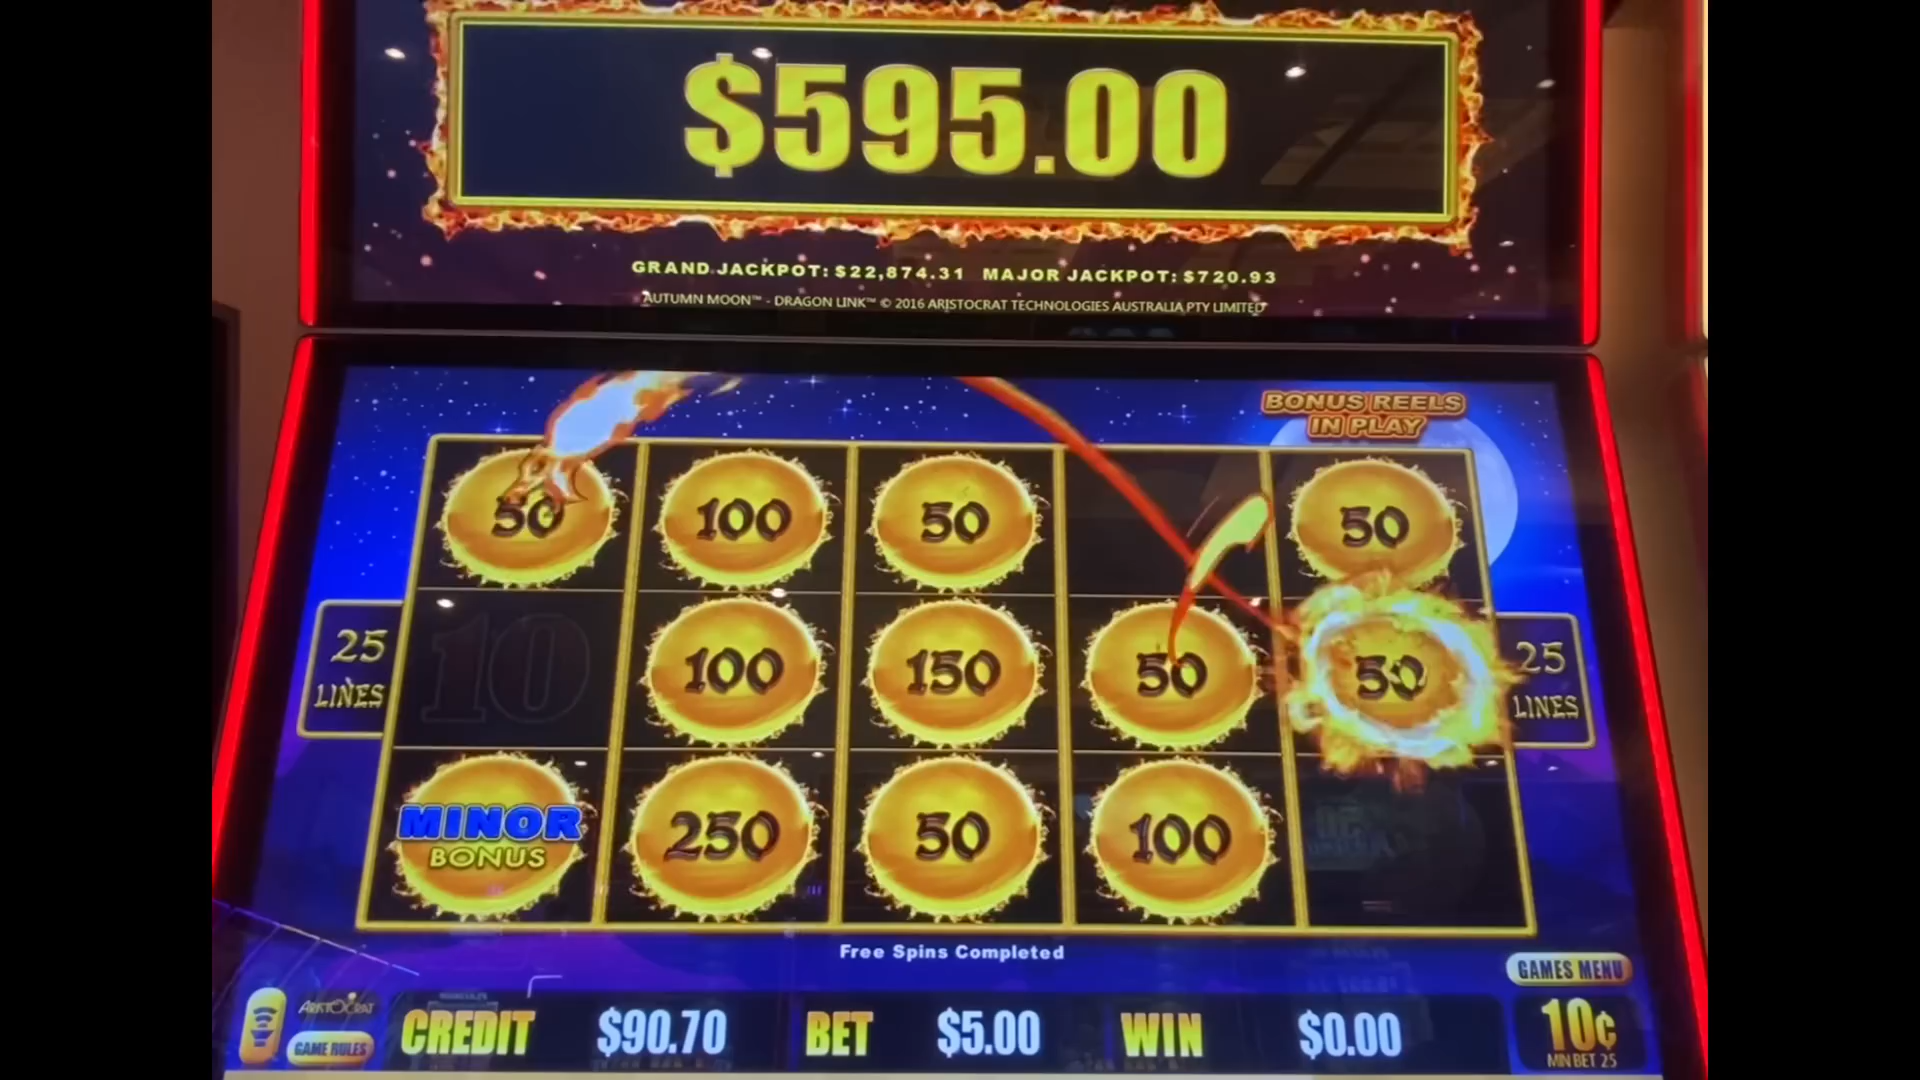 $595.00
GRAND JACKPOT: $22,874.31 MAJOR JACKPOT: $720.93
AUTUMN MOON™ - DRAGON LINK™ © 2016 ARISTOCRAT TECHNOLOGIES AUSTRALIA PTY LIMITED
BONUS REELS
IN PLAY
50 100 50 50
25
LINES
10 100 150 50 50
25
LINES
MINOR
BONUS
250 50 100
Free Spins Completed
GAMES MENU
ARISTOCRAT
GAME RULES
CREDIT $90.70 BET $5.00 WIN $0.00
10¢
MIN BET 25